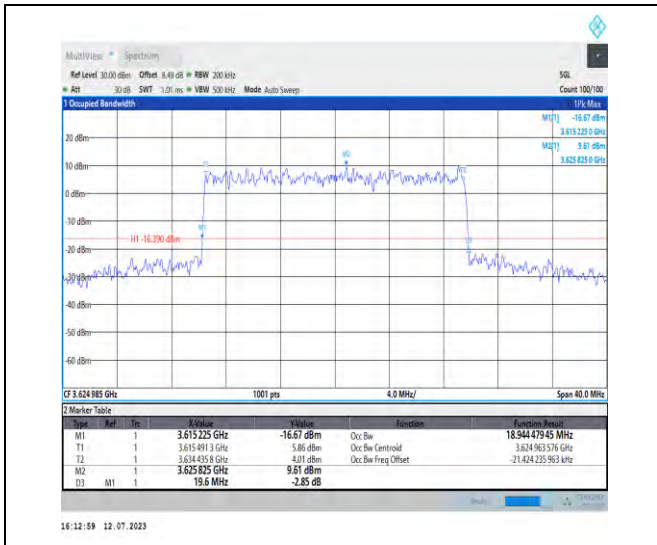 MultiView Spectrum
Ref Level 30.00 dBm Offset 8.49 dB RBW 200 kHz SGL
Att 30 dB SWT 1.01 ms VBW 500 kHz Mode Auto Sweep Count 100/100
1 Occupied Bandwidth 1Pk Max
M1[1] -16.67 dBm
3.615 225 0 GHz
M2[1] 9.61 dBm
3.625 825 0 GHz
20 dBm
10 dBm
0 dBm
-10 dBm
-20 dBm
-30 dBm
-40 dBm
-50 dBm
-60 dBm
M2
M1
H1 -16.390 dBm
CF 3.624 985 GHz 1001 pts 4.0 MHz/ Span 40.0 MHz
2 Marker Table
Type Ref Trc X-Value Y-Value Function Function Result
M1 1 3.615 225 GHz -16.67 dBm Occ Bw 18.944 479 45 MHz
T1 1 3.615 491 3 GHz 5.86 dBm Occ Bw Centroid 3.624 963 576 GHz
T2 1 3.634 435 8 GHz 4.01 dBm Occ Bw Freq Offset -21.424 235 963 kHz
M2 1 3.625 825 GHz 9.61 dBm
D3 M1 1 19.6 MHz -2.85 dB
16:12:59 12.07.2023